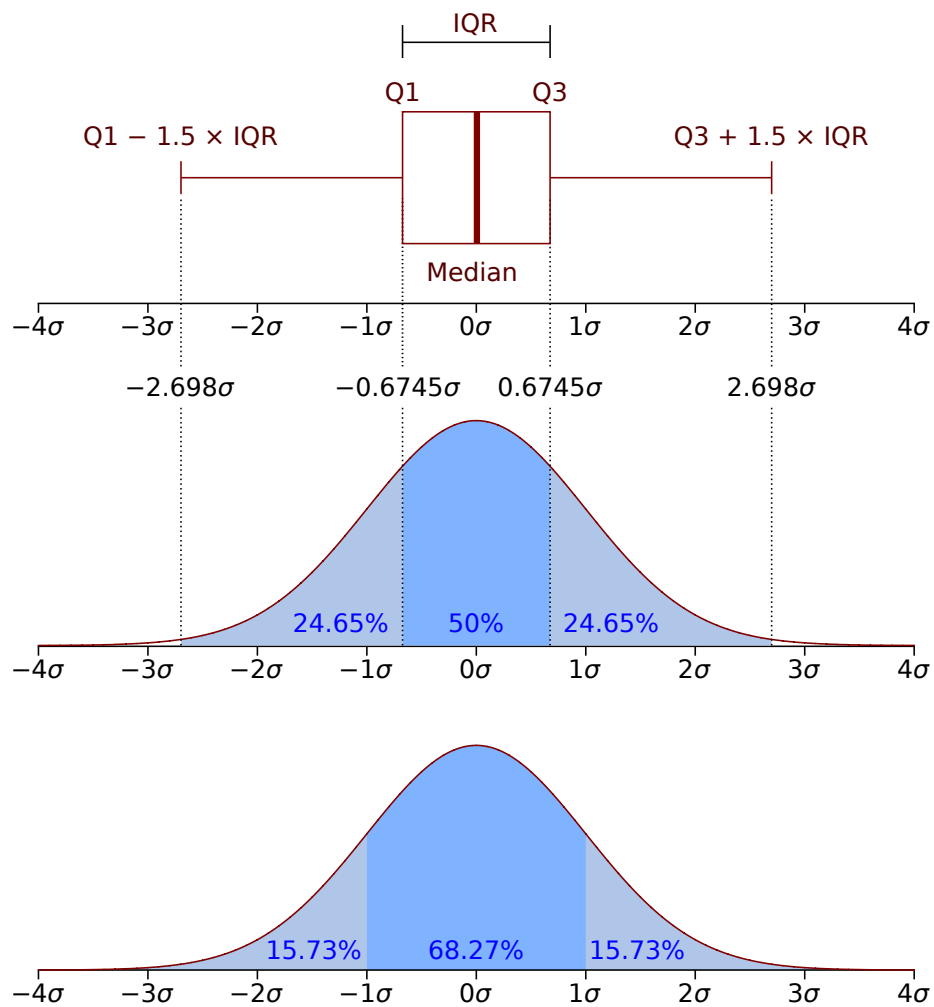 IQR
Q1 Q3
Q1 − 1.5 × IQR Q3 + 1.5 × IQR
Median
−4σ −3σ −2σ −1σ 0σ 1σ 2σ 3σ 4σ
−2.698σ −0.6745σ 0.6745σ 2.698σ
24.65% 50% 24.65%
−4σ −3σ −2σ −1σ 0σ 1σ 2σ 3σ 4σ
15.73% 68.27% 15.73%
−4σ −3σ −2σ −1σ 0σ 1σ 2σ 3σ 4σ